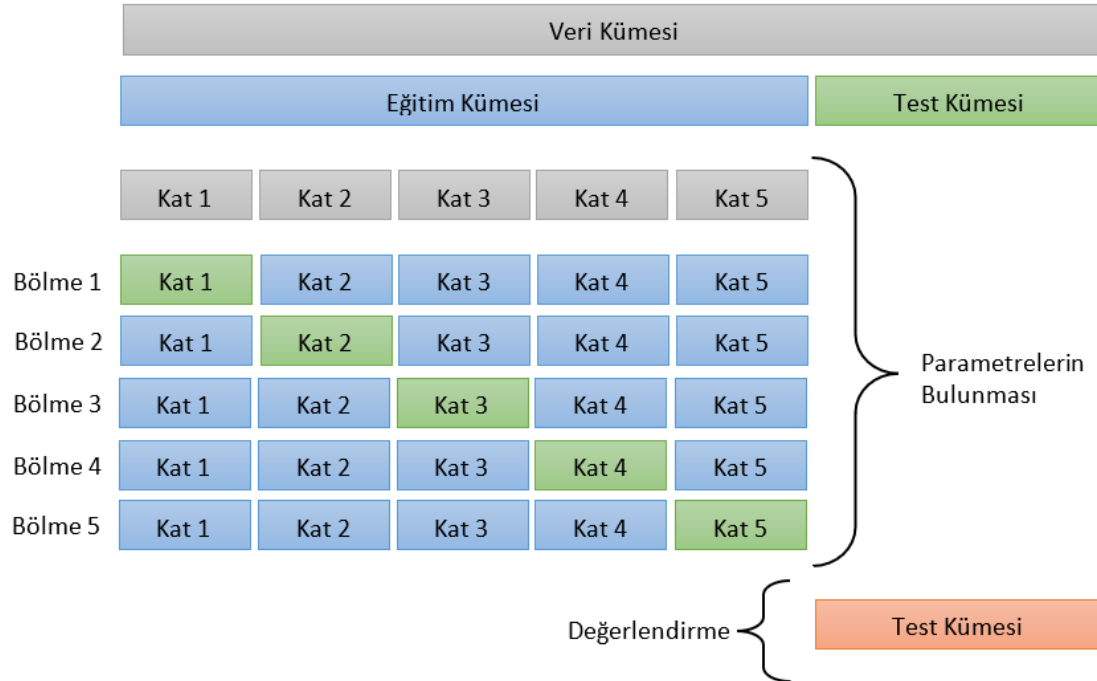 Veri Kümesi
Eğitim Kümesi Test Kümesi
Kat 1 Kat 2 Kat 3 Kat 4 Kat 5
Bölme 1 Kat 1 Kat 2 Kat 3 Kat 4 Kat 5
Bölme 2 Kat 1 Kat 2 Kat 3 Kat 4 Kat 5
Bölme 3 Kat 1 Kat 2 Kat 3 Kat 4 Kat 5
Bölme 4 Kat 1 Kat 2 Kat 3 Kat 4 Kat 5
Bölme 5 Kat 1 Kat 2 Kat 3 Kat 4 Kat 5
Parametrelerin
Bulunması
Değerlendirme Test Kümesi